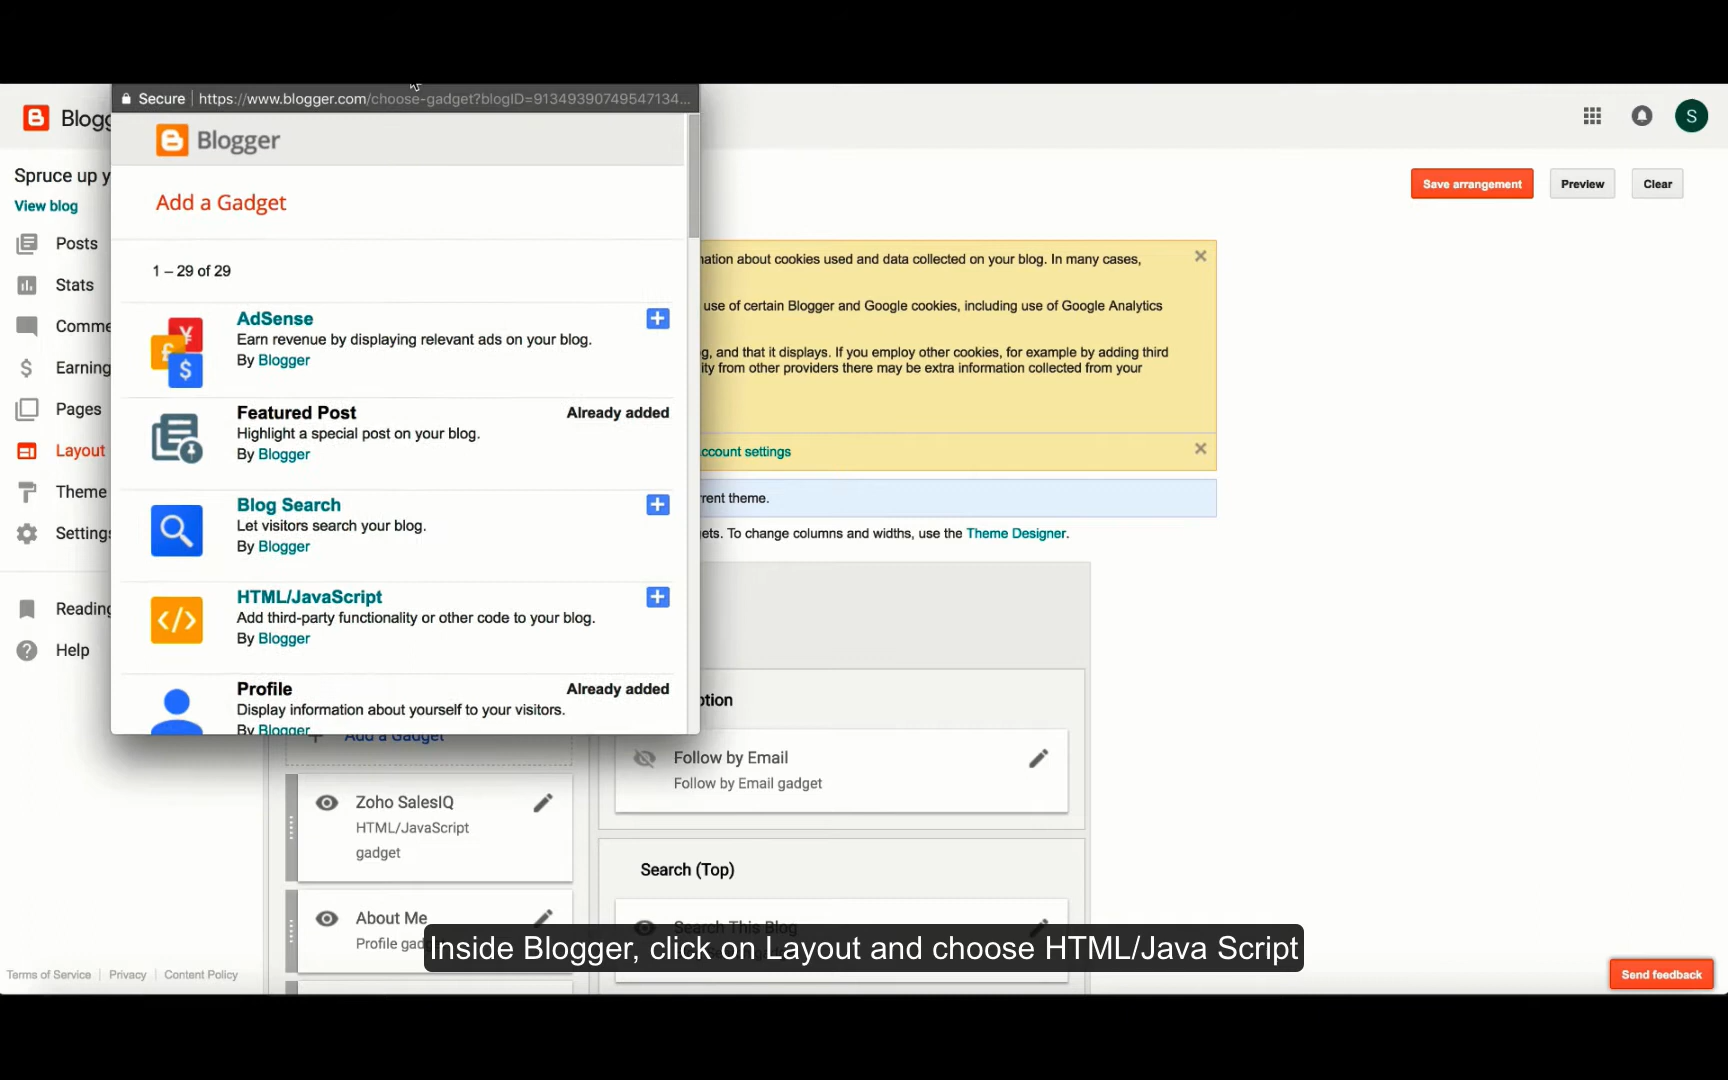 Secure https://www.blogger.com/choose-gadget?blogID=91349390749547134...
Blogger
Add a Gadget
1 – 29 of 29
AdSense
Earn revenue by displaying relevant ads on your blog.
By Blogger
Featured Post
Already added
Highlight a special post on your blog.
By Blogger
Blog Search
Let visitors search your blog.
By Blogger
HTML/JavaScript
Add third-party functionality or other code to your blog.
By Blogger
Profile
Already added
Display information about yourself to your visitors.
By Blogger
Blogg
S
Spruce up y
View blog
Posts
Stats
Comme
Earning
Pages
Layout
Theme
Settings
Reading
Help
Save arrangement
Preview
Clear
mation about cookies used and data collected on your blog. In many cases,
use of certain Blogger and Google cookies, including use of Google Analytics
g, and that it displays. If you employ other cookies, for example by adding third
ity from other providers there may be extra information collected from your
ccount settings
rrent theme.
ets. To change columns and widths, use the Theme Designer.
Add a Gadget
Zoho SalesIQ
HTML/JavaScript
gadget
About Me
Profile gad
ption
Follow by Email
Follow by Email gadget
Search (Top)
Search This Blog
Inside Blogger, click on Layout and choose HTML/Java Script
Terms of Service | Privacy | Content Policy
Send feedback